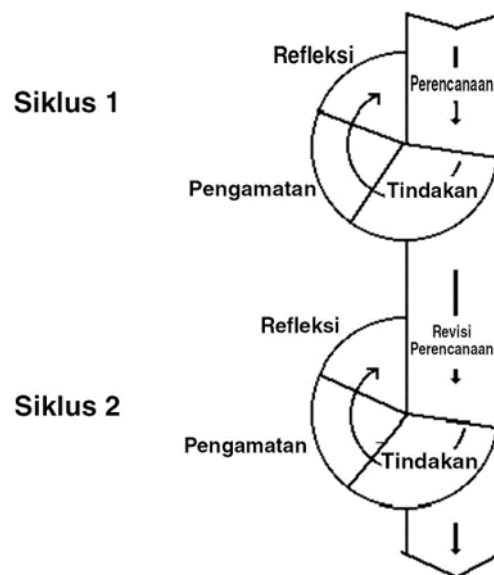 Refleksi
Perencanaan
Siklus 1
Pengamatan
Tindakan
Refleksi
Revisi
Perencanaan
Siklus 2
Pengamatan
Tindakan